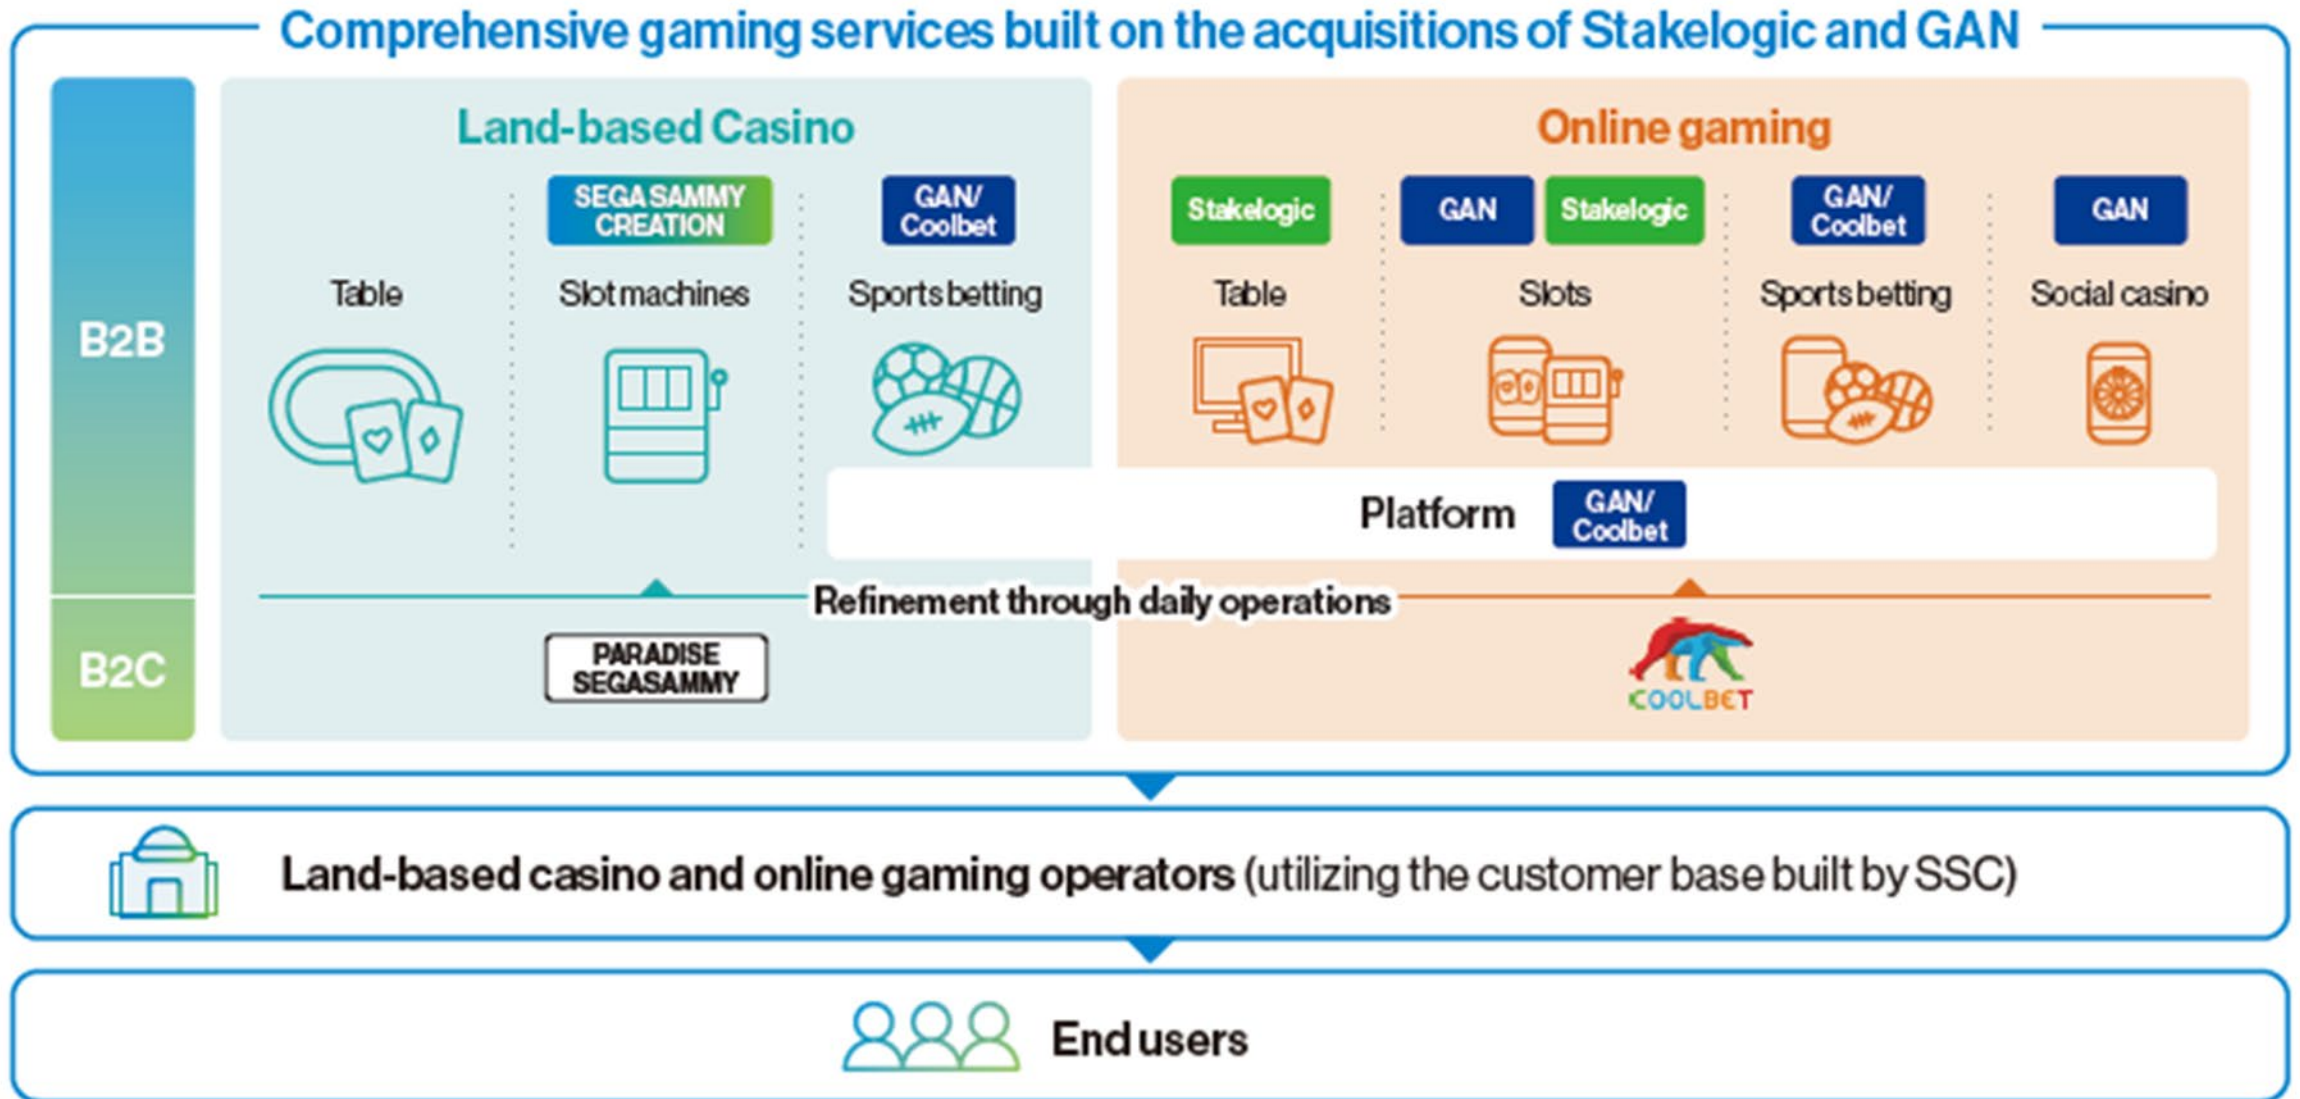 Comprehensive gaming services built on the acquisitions of Stakelogic and GAN
B2B
Land-based Casino
SEGA SAMMY
CREATION
GAN/
Coolbet
Table
Slot machines
Sports betting
Online gaming
Stakelogic
GAN
Stakelogic
GAN/
Coolbet
GAN
Table
Slots
Sports betting
Social casino
Platform
GAN/
Coolbet
Refinement through daily operations
B2C
PARADISE
SEGASAMMY
COOLBET
Land-based casino and online gaming operators (utilizing the customer base built by SSC)
End users